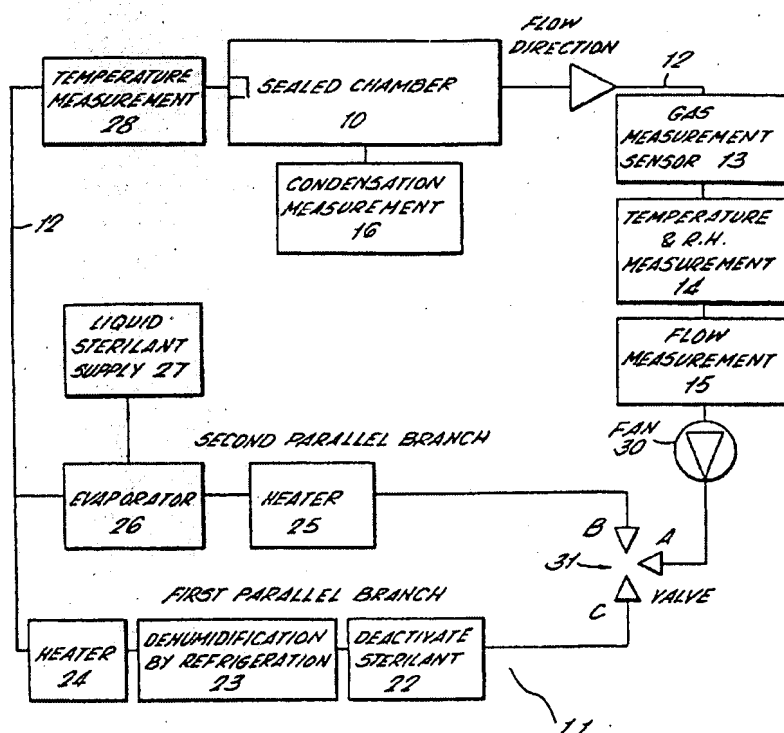 FLOW
DIRECTION
12
TEMPERATURE
MEASUREMENT
28
SEALED CHAMBER
10
GAS
MEASUREMENT
SENSOR 13
CONDENSATION
MEASUREMENT
16
TEMPERATURE
& R.H.
MEASUREMENT
14
12
LIQUID
STERILANT
SUPPLY 27
FLOW
MEASUREMENT
15
FAN
30
SECOND PARALLEL BRANCH
EVAPORATOR
26
HEATER
25
B
A
31
VALVE
C
FIRST PARALLEL BRANCH
HEATER
24
DEHUMIDIFICATION
BY REFRIGERATION
23
DEACTIVATE
STERILANT
22
11